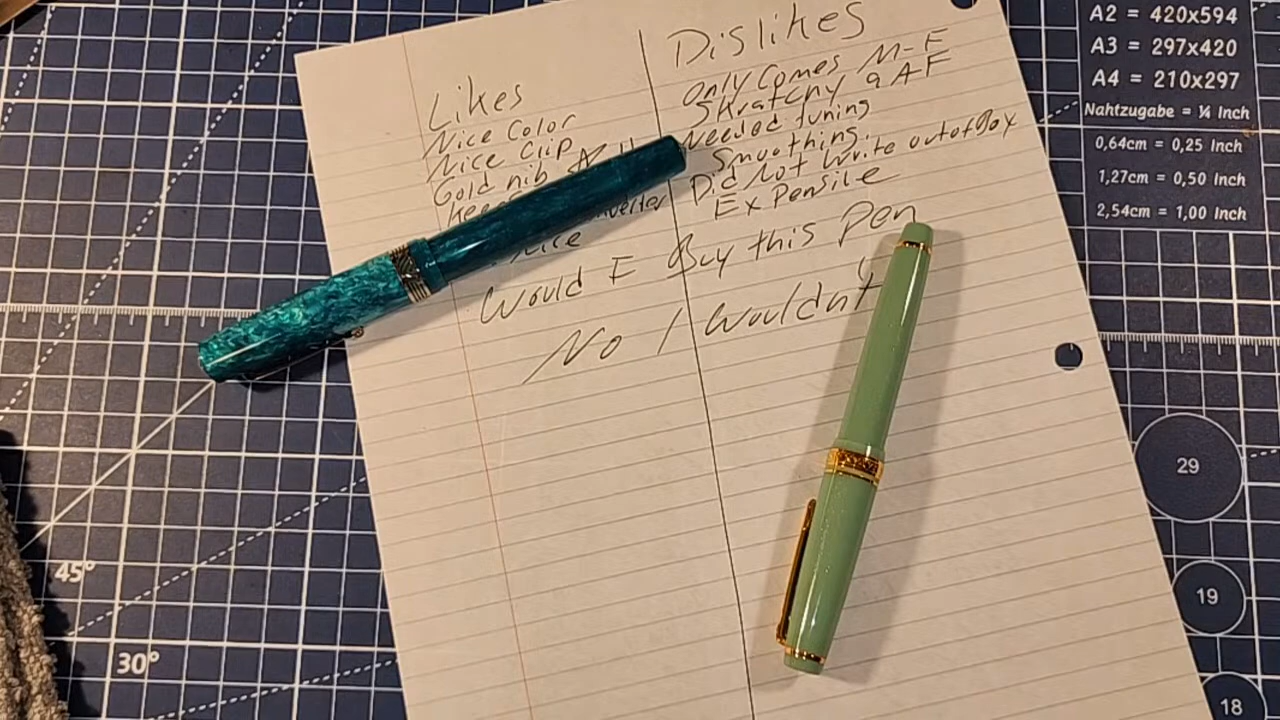 Likes
Nice Color
Nice Clip
Gold nib
nverter
Would I Buy this Pen
No I Wouldn't
Dislikes
Only Comes M-F
Skratchy a AF
Needed tuning
Smoothing.
Did Not Write out of Box
Expensile
A2 = 420x594
A3 = 297x420
A4 = 210x297
Nahtzugabe = ¼ Inch
0,64cm = 0,25 Inch
1,27cm = 0,50 Inch
2,54cm = 1,00 Inch
29
19
18
45°
30°